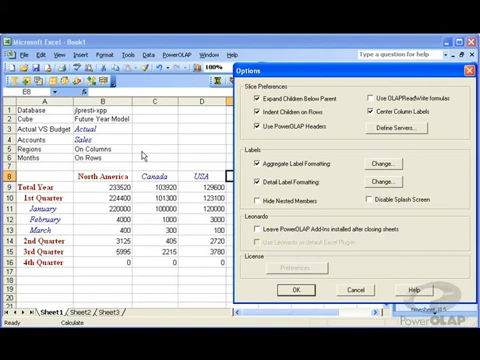 Microsoft Excel - Book1
File Edit View Insert Format Tools Data PowerOLAP Window Help
Type a question for help
100%
E8
A B C D
1 Database jlpresti-app
2 Cube Future Year Model
3 Actual VS Budget Actual
4 Accounts Sales
5 Regions On Columns
6 Months On Rows
7
8 North America Canada USA
9 Total Year 233520 103920 129600
10 1st Quarter 224400 101300 123100
11 January 220000 100000 120000
12 February 4000 1000 3000
13 March 400 300 100
14 2nd Quarter 3125 405 2720
15 3rd Quarter 5995 2215 3780
16 4th Quarter 0 0 0
17
18
19
20
21
Sheet1 Sheet2 Sheet3
Ready Calculate
Options
Slice Preferences
Expand Children Below Parent
Use OLAPReadWrite formulas
Indent Children on Rows
Center Column Labels
Use PowerOLAP Headers
Define Servers...
Labels
Aggregate Label Formatting: Change...
Detail Label Formatting: Change...
Hide Nested Members
Disable Splash Screen
Leonardo
Leave PowerOLAP Add-Ins installed after closing sheets
Use Leonardo as default Excel Plug-in
License
Preferences...
OK Cancel Help
PowerOLAP